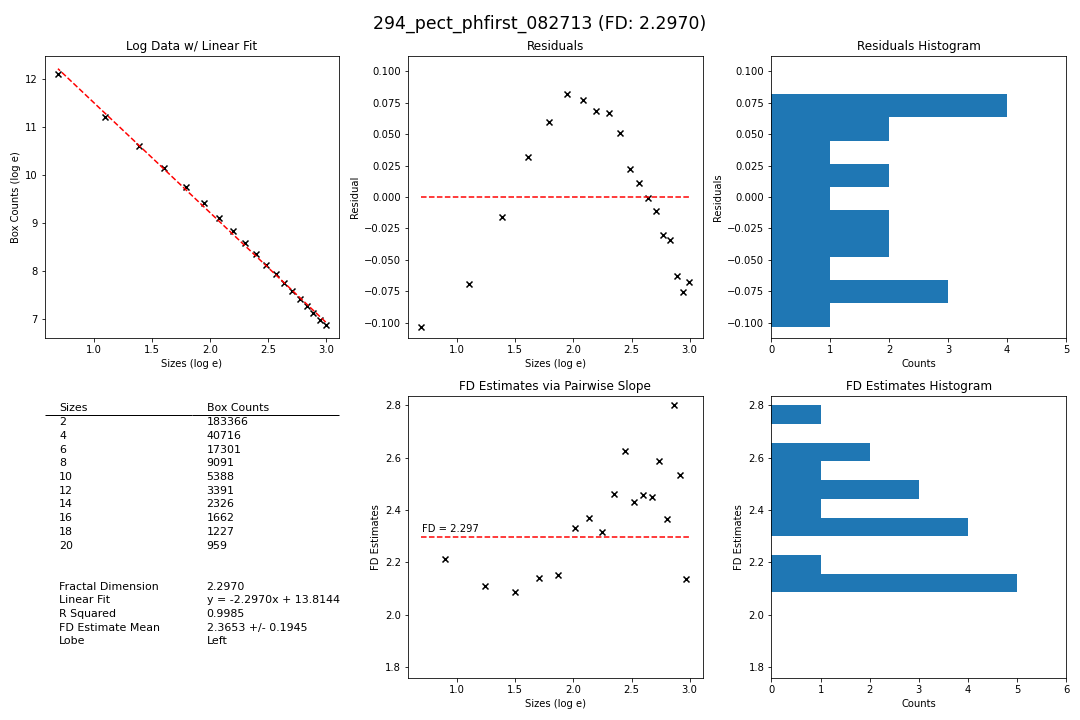 294_pect_phfirst_082713 (FD: 2.2970)
Log Data w/ Linear Fit
12
11
10
9
8
7
Box Counts (log e)
1.0 1.5 2.0 2.5 3.0
Sizes (log e)
Residuals
0.100
0.075
0.050
0.025
0.000
−0.025
−0.050
−0.075
−0.100
Residual
1.0 1.5 2.0 2.5 3.0
Sizes (log e)
Residuals Histogram
0.100
0.075
0.050
0.025
0.000
−0.025
−0.050
−0.075
−0.100
Residuals
0 1 2 3 4 5
Counts
Sizes Box Counts
2 183366
4 40716
6 17301
8 9091
10 5388
12 3391
14 2326
16 1662
18 1227
20 959
Fractal Dimension 2.2970
Linear Fit y = -2.2970x + 13.8144
R Squared 0.9985
FD Estimate Mean 2.3653 +/- 0.1945
Lobe Left
FD Estimates via Pairwise Slope
2.8
2.6
2.4
2.2
2.0
1.8
FD Estimates
FD = 2.297
1.0 1.5 2.0 2.5 3.0
Sizes (log e)
FD Estimates Histogram
2.8
2.6
2.4
2.2
2.0
1.8
FD Estimates
0 1 2 3 4 5 6
Counts